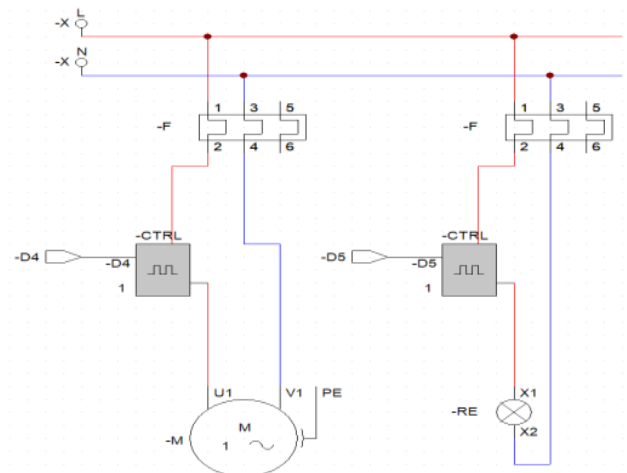 -X L
-X N
1 3 5
-F
2 4 6
1 3 5
-F
2 4 6
-CTRL
-D4
-D4
1
-CTRL
-D5
-D5
1
U1 V1 PE
-M
M
1
X1
-RE
X2